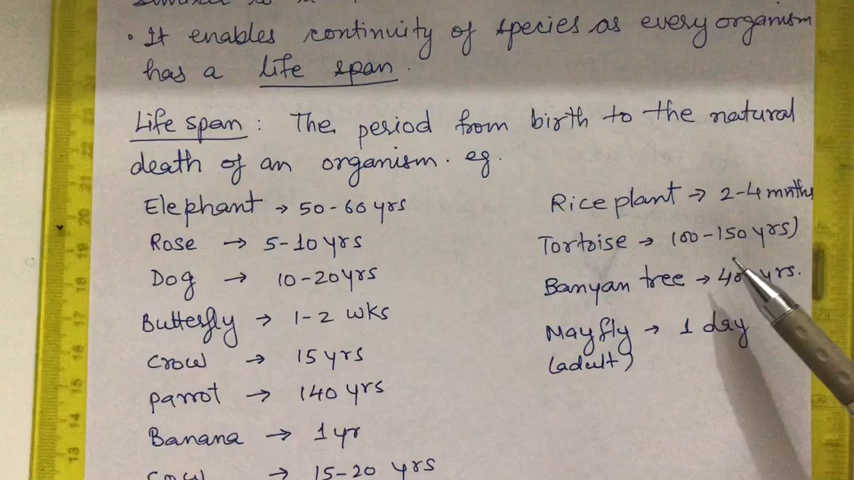 • It enables continuity of species as every organism
has a life span.
Life span : The period from birth to the natural
death of an organism. eg.
Elephant → 50-60 yrs
Rose → 5-10 yrs
Dog → 10-20 yrs
Butterfly → 1-2 wks
Crow → 15 yrs
Parrot → 140 yrs
Banana → 1 yr
Cow → 15-20 yrs
Rice plant → 2-4 mnths
Tortoise → 100-150 yrs)
Banyan tree → yrs.
Mayfly → 1 day
(adult)